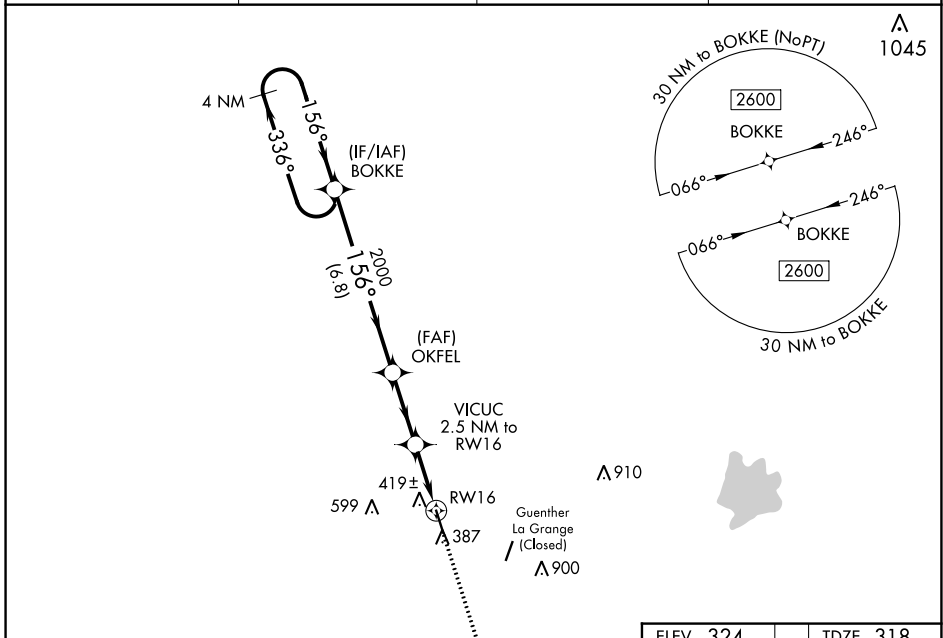 1045
30 NM to BOKKE (NoPT)
2600
BOKKE
246°
066°
246°
066°
BOKKE
2600
30 NM to BOKKE
4 NM
156°
336°
(IF/IAF)
BOKKE
2000
156°
(6.8)
(FAF)
OKFEL
VICUC
2.5 NM to
RW16
419±
RW16
599
387
910
Guenther
La Grange
(Closed)
900
ELEV 324
TDZE 318